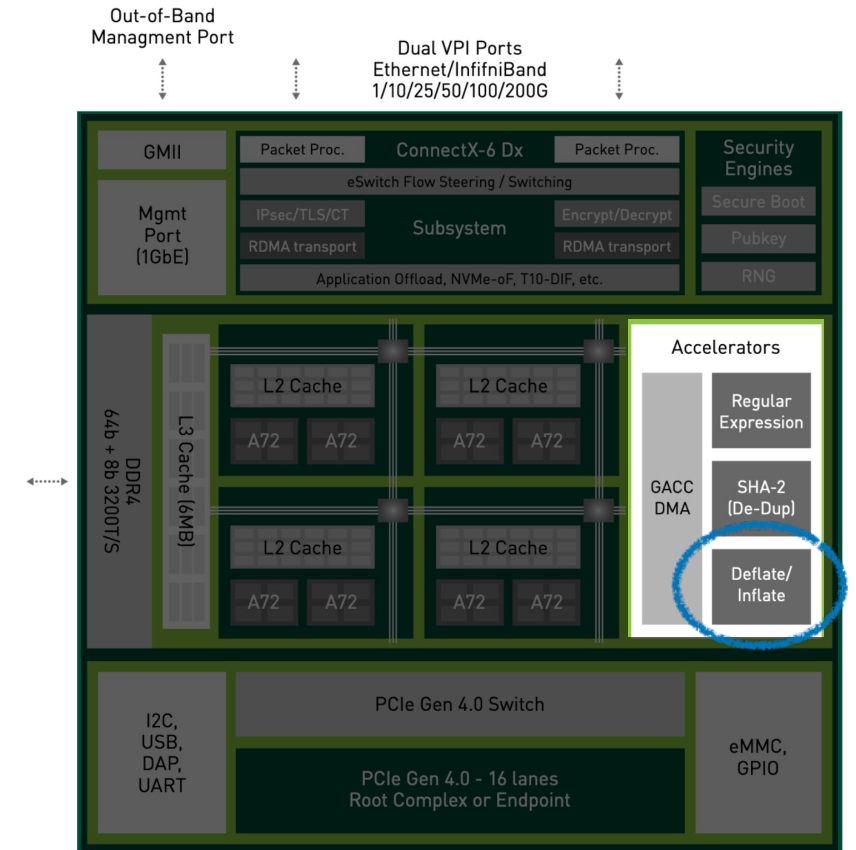 Out-of-Band
Managment Port
Dual VPI Ports
Ethernet/InfifniBand
1/10/25/50/100/200G
GMII
Mgmt
Port
(1GbE)
Packet Proc.
ConnectX-6 Dx
Packet Proc.
eSwitch Flow Steering / Switching
IPsec/TLS/CT
Subsystem
Encrypt/Decrypt
RDMA transport
RDMA transport
Application Offload, NVMe-oF, T10-DIF, etc.
Security
Engines
Secure Boot
Pubkey
RNG
DDR4
64b + 8b 3200T/S
L3 Cache (6MB)
L2 Cache
A72
A72
L2 Cache
A72
A72
L2 Cache
A72
A72
L2 Cache
A72
A72
Accelerators
GACC
DMA
Regular
Expression
SHA-2
(De-Dup)
Deflate/
Inflate
I2C,
USB,
DAP,
UART
PCIe Gen 4.0 Switch
PCIe Gen 4.0 - 16 lanes
Root Complex or Endpoint
eMMC,
GPIO